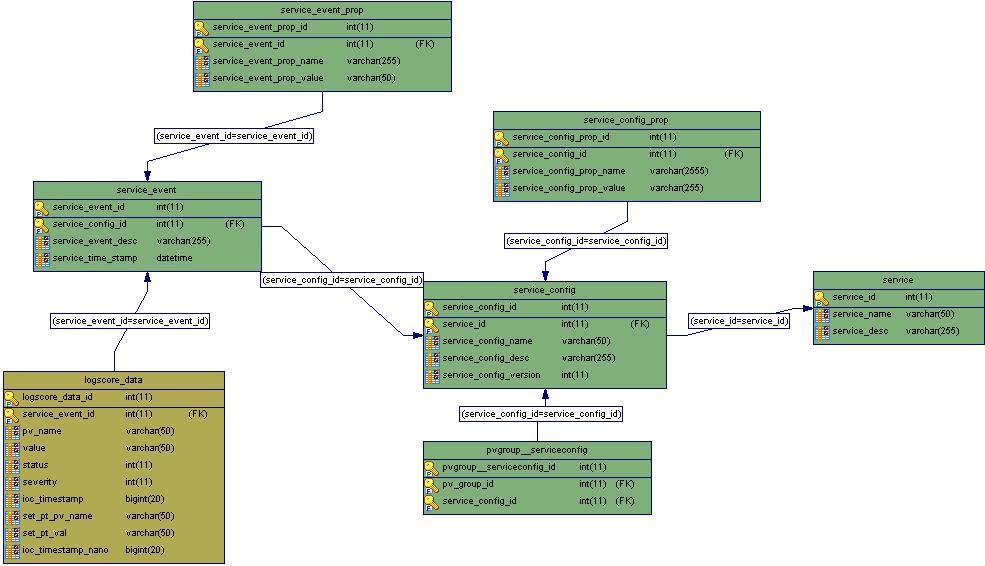 service_event_prop
service_event_prop_id int(11)
service_event_id int(11) (FK)
service_event_prop_name varchar(255)
service_event_prop_value varchar(50)
(service_event_id=service_event_id)
service_config_prop
service_config_prop_id int(11)
service_config_id int(11) (FK)
service_config_prop_name varchar(2555)
service_config_prop_value varchar(255)
service_event
service_event_id int(11)
service_config_id int(11) (FK)
service_event_desc varchar(255)
service_time_stamp datetime
(service_config_id=service_config_id)
(service_config_id=service_config_id)
service_config
service_config_id int(11)
service_id int(11) (FK)
service_config_name varchar(50)
service_config_desc varchar(255)
service_config_version int(11)
service
service_id int(11)
service_name varchar(50)
service_desc varchar(255)
(service_id=service_id)
(service_event_id=service_event_id)
logscore_data
logscore_data_id int(11)
service_event_id int(11) (FK)
pv_name varchar(50)
value varchar(50)
status int(11)
severity int(11)
ioc_timestamp bigint(20)
set_pt_pv_name varchar(50)
set_pt_val varchar(50)
ioc_timestamp_nano bigint(20)
(service_config_id=service_config_id)
pvgroup__serviceconfig
pvgroup__serviceconfig_id int(11)
pv_group_id int(11) (FK)
service_config_id int(11) (FK)